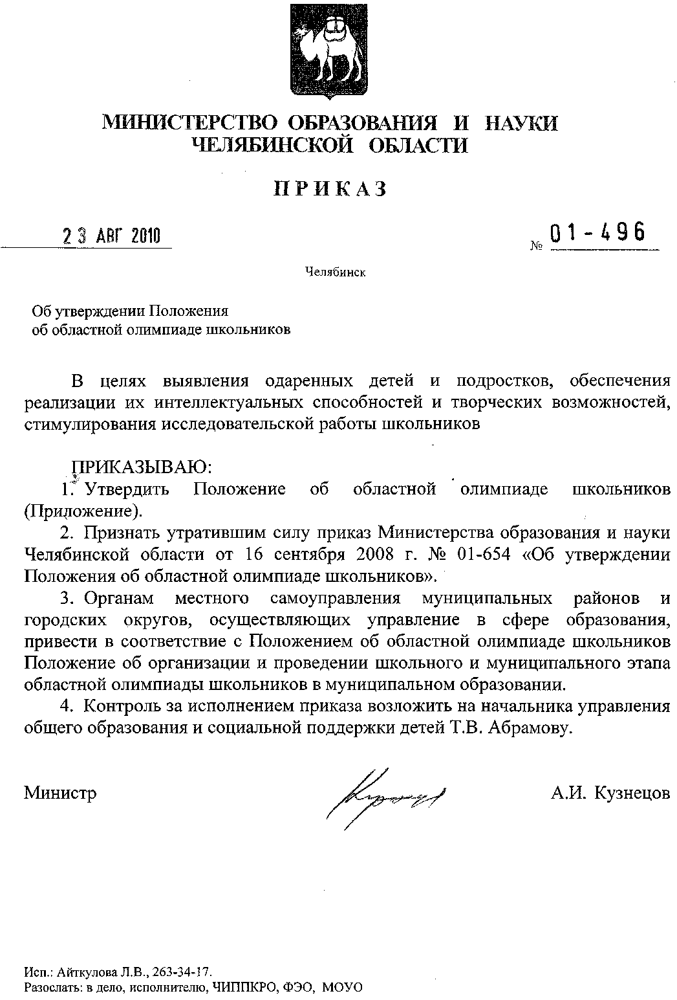 МИНИСТЕРСТВО ОБРАЗОВАНИЯ И НАУКИ
ЧЕЛЯБИНСКОЙ ОБЛАСТИ
ПРИКАЗ
23 АВГ 2010
№ 01-496
Челябинск
Об утверждении Положения
об областной олимпиаде школьников
В целях выявления одаренных детей и подростков, обеспечения
реализации их интеллектуальных способностей и творческих возможностей,
стимулирования исследовательской работы школьников
ПРИКАЗЫВАЮ:
1. Утвердить Положение об областной олимпиаде школьников
(Приложение).
2. Признать утратившим силу приказ Министерства образования и науки
Челябинской области от 16 сентября 2008 г. № 01-654 «Об утверждении
Положения об областной олимпиаде школьников».
3. Органам местного самоуправления муниципальных районов и
городских округов, осуществляющих управление в сфере образования,
привести в соответствие с Положением об областной олимпиаде школьников
Положение об организации и проведении школьного и муниципального этапа
областной олимпиады школьников в муниципальном образовании.
4. Контроль за исполнением приказа возложить на начальника управления
общего образования и социальной поддержки детей Т.В. Абрамову.
Министр А.И. Кузнецов
Исп.: Айткулова Л.В., 263-34-17.
Разослать: в дело, исполнителю, ЧИППКРО, ФЭО, МОУО